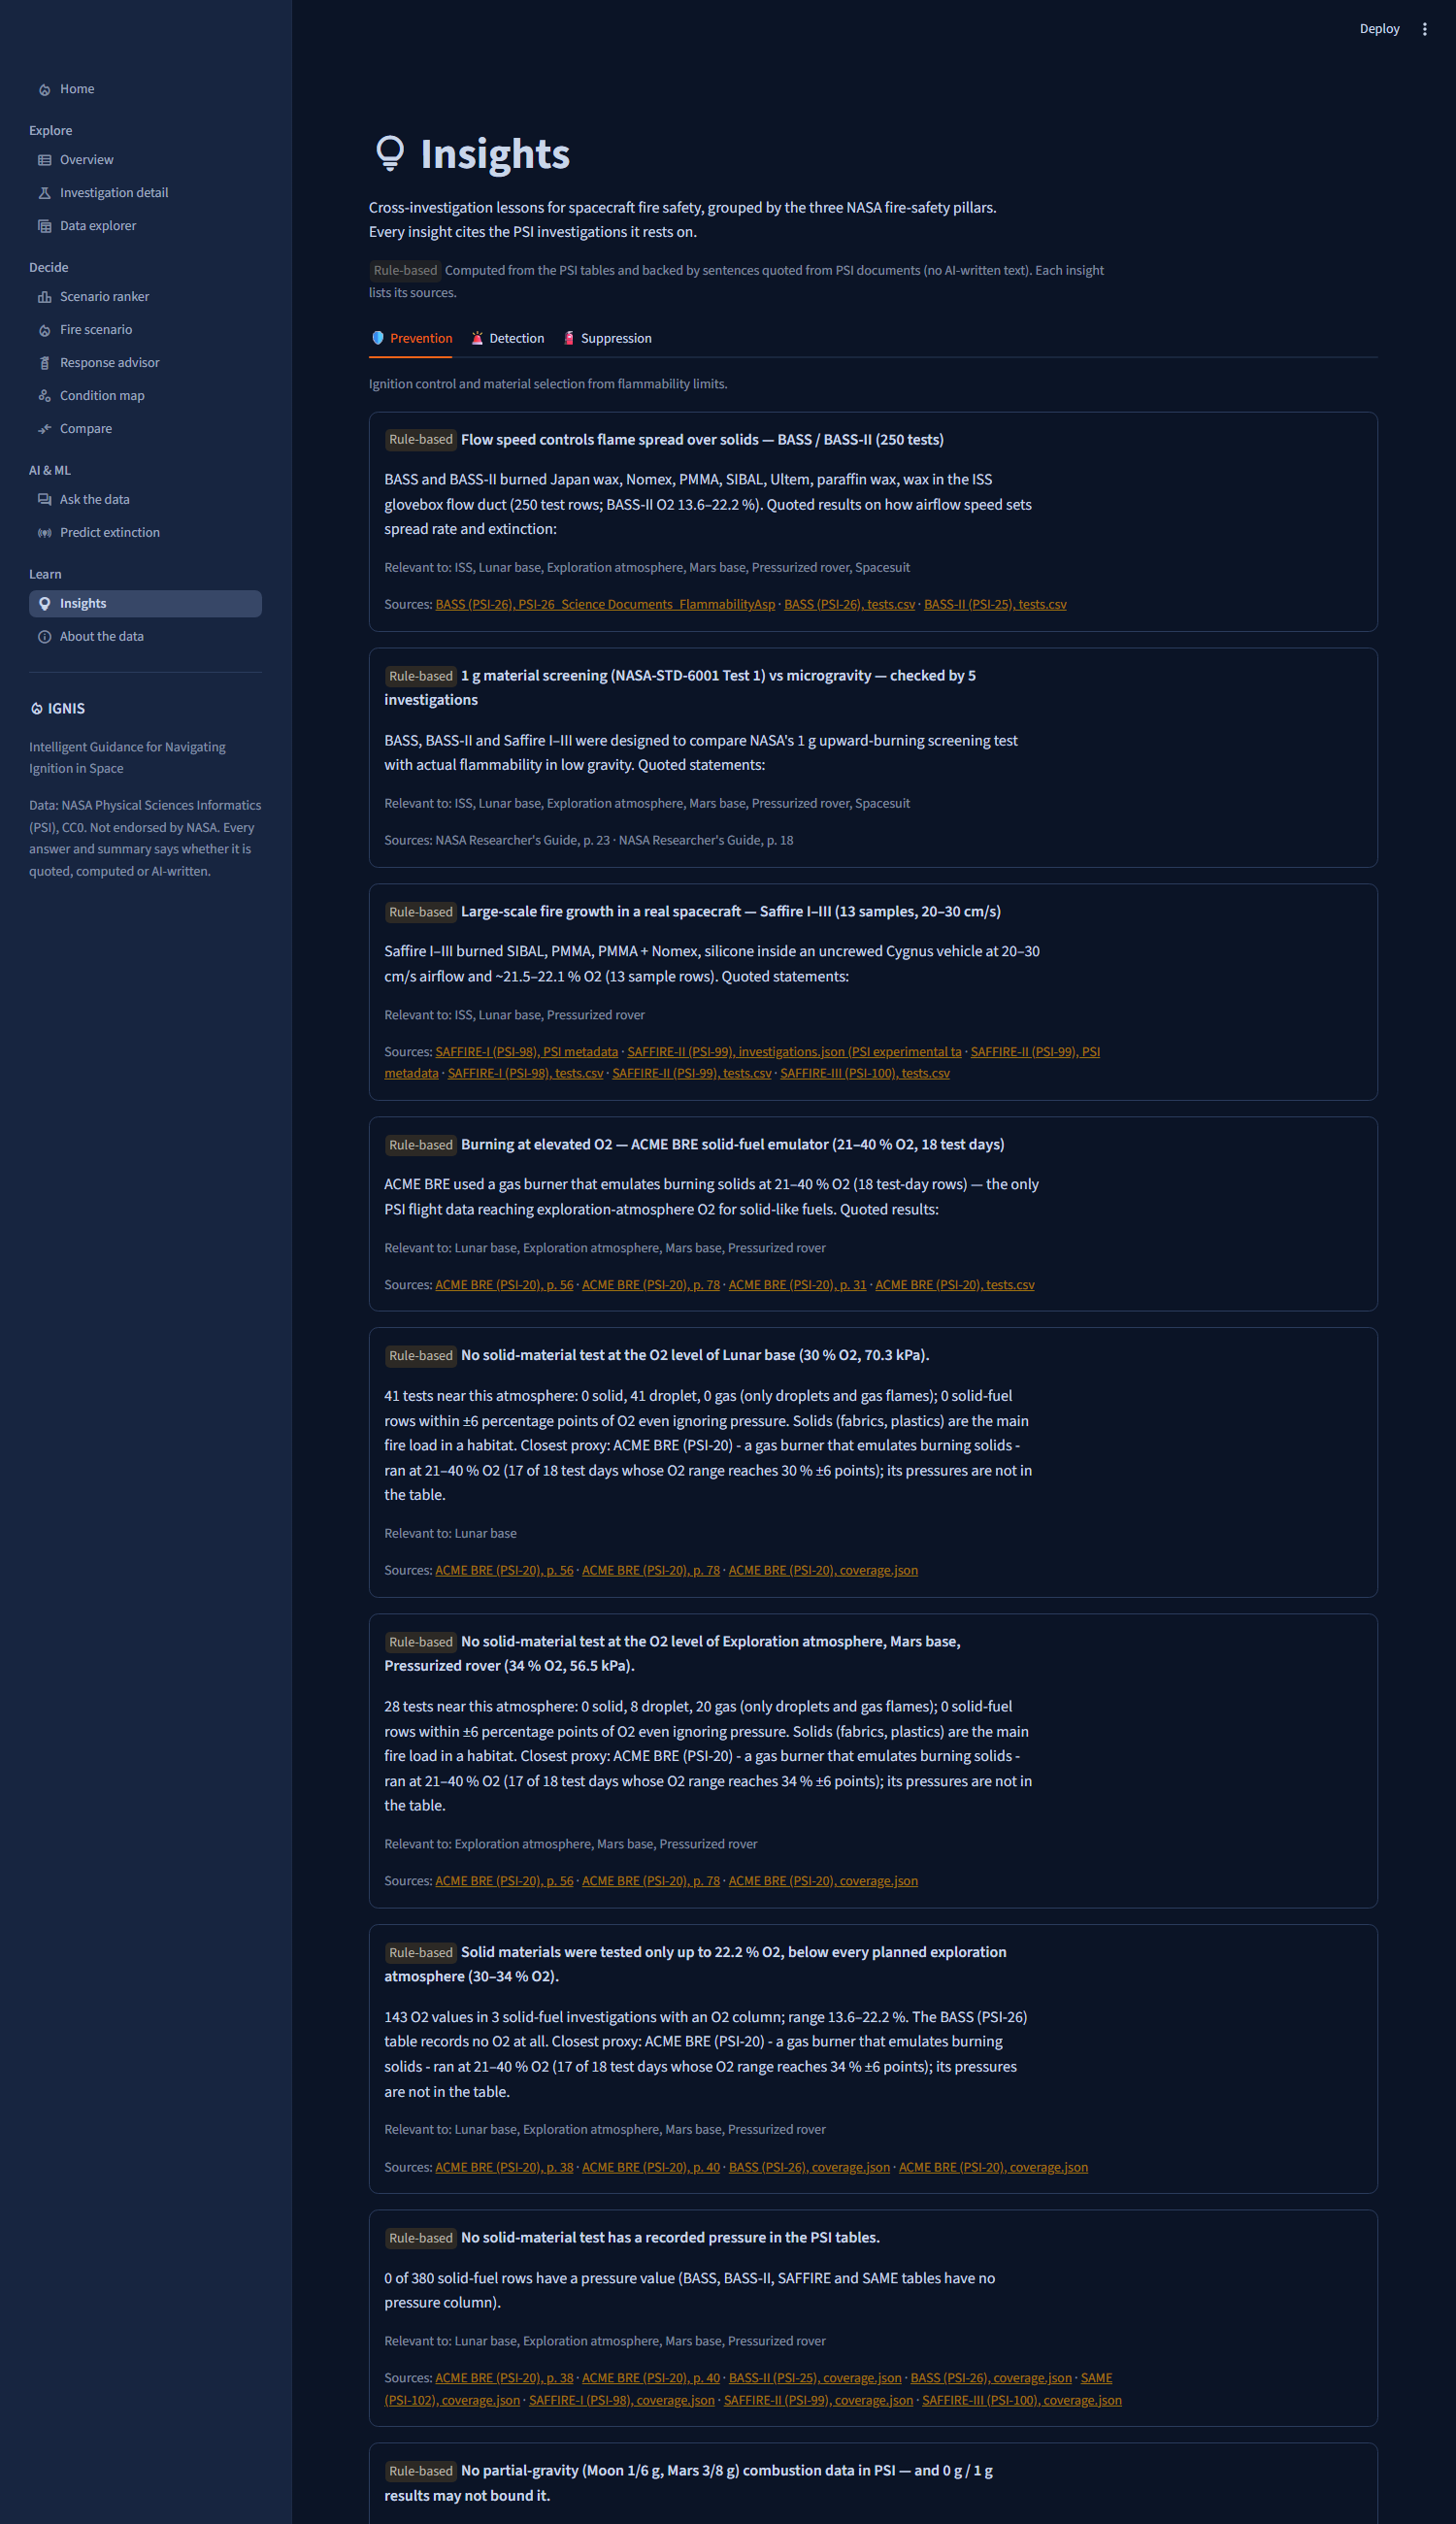 Deploy
Home
Explore
Overview
Investigation detail
Data explorer
Decide
Scenario ranker
Fire scenario
Response advisor
Condition map
Compare
AI & ML
Ask the data
Predict extinction
Learn
Insights
About the data
IGNIS
Intelligent Guidance for Navigating
Ignition in Space
Data: NASA Physical Sciences Informatics
(PSI), CC0. Not endorsed by NASA. Every
answer and summary says whether it is
quoted, computed or AI-written.
Insights
Cross-investigation lessons for spacecraft fire safety, grouped by the three NASA fire-safety pillars.
Every insight cites the PSI investigations it rests on.
Rule-based Computed from the PSI tables and backed by sentences quoted from PSI documents (no AI-written text). Each insight
lists its sources.
Prevention Detection Suppression
Ignition control and material selection from flammability limits.
Rule-based Flow speed controls flame spread over solids — BASS / BASS-II (250 tests)
BASS and BASS-II burned Japan wax, Nomex, PMMA, SIBAL, Ultem, paraffin wax, wax in the ISS
glovebox flow duct (250 test rows; BASS-II O2 13.6–22.2 %). Quoted results on how airflow speed sets
spread rate and extinction:
Relevant to: ISS, Lunar base, Exploration atmosphere, Mars base, Pressurized rover, Spacesuit
Sources: BASS (PSI-26), PSI-26_Science Documents_FlammabilityAsp · BASS (PSI-26), tests.csv · BASS-II (PSI-25), tests.csv
Rule-based 1 g material screening (NASA-STD-6001 Test 1) vs microgravity — checked by 5
investigations
BASS, BASS-II and Saffire I–III were designed to compare NASA's 1 g upward-burning screening test
with actual flammability in low gravity. Quoted statements:
Relevant to: ISS, Lunar base, Exploration atmosphere, Mars base, Pressurized rover, Spacesuit
Sources: NASA Researcher's Guide, p. 23 · NASA Researcher's Guide, p. 18
Rule-based Large-scale fire growth in a real spacecraft — Saffire I–III (13 samples, 20–30 cm/s)
Saffire I–III burned SIBAL, PMMA, PMMA + Nomex, silicone inside an uncrewed Cygnus vehicle at 20–30
cm/s airflow and ~21.5–22.1 % O2 (13 sample rows). Quoted statements:
Relevant to: ISS, Lunar base, Pressurized rover
Sources: SAFFIRE-I (PSI-98), PSI metadata · SAFFIRE-II (PSI-99), investigations.json (PSI experimental ta · SAFFIRE-II (PSI-99), PSI
metadata · SAFFIRE-I (PSI-98), tests.csv · SAFFIRE-II (PSI-99), tests.csv · SAFFIRE-III (PSI-100), tests.csv
Rule-based Burning at elevated O2 — ACME BRE solid-fuel emulator (21–40 % O2, 18 test days)
ACME BRE used a gas burner that emulates burning solids at 21–40 % O2 (18 test-day rows) — the only
PSI flight data reaching exploration-atmosphere O2 for solid-like fuels. Quoted results:
Relevant to: Lunar base, Exploration atmosphere, Mars base, Pressurized rover
Sources: ACME BRE (PSI-20), p. 56 · ACME BRE (PSI-20), p. 78 · ACME BRE (PSI-20), p. 31 · ACME BRE (PSI-20), tests.csv
Rule-based No solid-material test at the O2 level of Lunar base (30 % O2, 70.3 kPa).
41 tests near this atmosphere: 0 solid, 41 droplet, 0 gas (only droplets and gas flames); 0 solid-fuel
rows within ±6 percentage points of O2 even ignoring pressure. Solids (fabrics, plastics) are the main
fire load in a habitat. Closest proxy: ACME BRE (PSI-20) - a gas burner that emulates burning solids -
ran at 21–40 % O2 (17 of 18 test days whose O2 range reaches 30 % ±6 points); its pressures are not in
the table.
Relevant to: Lunar base
Sources: ACME BRE (PSI-20), p. 56 · ACME BRE (PSI-20), p. 78 · ACME BRE (PSI-20), coverage.json
Rule-based No solid-material test at the O2 level of Exploration atmosphere, Mars base,
Pressurized rover (34 % O2, 56.5 kPa).
28 tests near this atmosphere: 0 solid, 8 droplet, 20 gas (only droplets and gas flames); 0 solid-fuel
rows within ±6 percentage points of O2 even ignoring pressure. Solids (fabrics, plastics) are the main
fire load in a habitat. Closest proxy: ACME BRE (PSI-20) - a gas burner that emulates burning solids -
ran at 21–40 % O2 (17 of 18 test days whose O2 range reaches 34 % ±6 points); its pressures are not in
the table.
Relevant to: Exploration atmosphere, Mars base, Pressurized rover
Sources: ACME BRE (PSI-20), p. 56 · ACME BRE (PSI-20), p. 78 · ACME BRE (PSI-20), coverage.json
Rule-based Solid materials were tested only up to 22.2 % O2, below every planned exploration
atmosphere (30–34 % O2).
143 O2 values in 3 solid-fuel investigations with an O2 column; range 13.6–22.2 %. The BASS (PSI-26)
table records no O2 at all. Closest proxy: ACME BRE (PSI-20) - a gas burner that emulates burning
solids - ran at 21–40 % O2 (17 of 18 test days whose O2 range reaches 34 % ±6 points); its pressures
are not in the table.
Relevant to: Lunar base, Exploration atmosphere, Mars base, Pressurized rover
Sources: ACME BRE (PSI-20), p. 38 · ACME BRE (PSI-20), p. 40 · BASS (PSI-26), coverage.json · ACME BRE (PSI-20), coverage.json
Rule-based No solid-material test has a recorded pressure in the PSI tables.
0 of 380 solid-fuel rows have a pressure value (BASS, BASS-II, SAFFIRE and SAME tables have no
pressure column).
Relevant to: Lunar base, Exploration atmosphere, Mars base, Pressurized rover
Sources: ACME BRE (PSI-20), p. 38 · ACME BRE (PSI-20), p. 40 · BASS-II (PSI-25), coverage.json · BASS (PSI-26), coverage.json · SAME
(PSI-102), coverage.json · SAFFIRE-I (PSI-98), coverage.json · SAFFIRE-II (PSI-99), coverage.json · SAFFIRE-III (PSI-100), coverage.json
Rule-based No partial-gravity (Moon 1/6 g, Mars 3/8 g) combustion data in PSI — and 0 g / 1 g
results may not bound it.